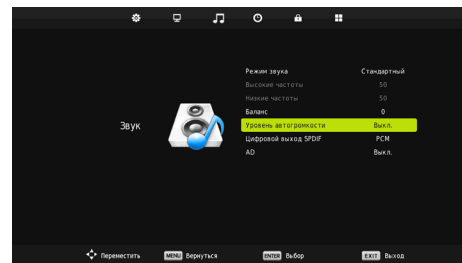 Режим звука Стандартный
Высокие частоты 50
Низкие частоты 50
Баланс 0
Звук
Уровень автогромкости Выкл.
Цифровой выход SPDIF PCM
AD Выкл.
Переместить MENU Вернуться ENTER Выбор EXIT Выход